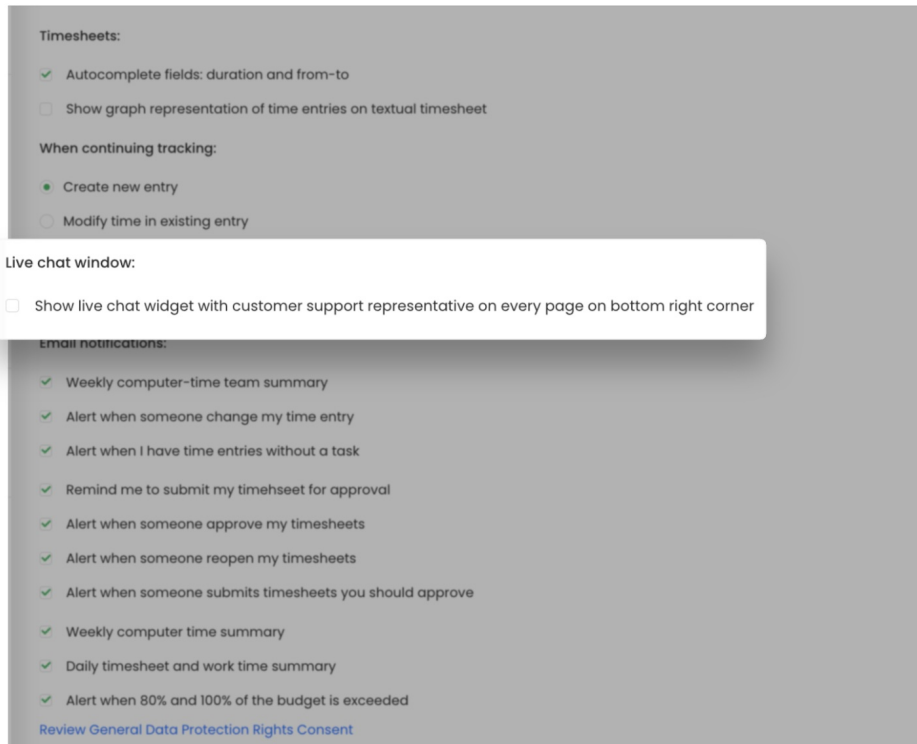 Timesheets:
Autocomplete fields: duration and from-to
Show graph representation of time entries on textual timesheet
When continuing tracking:
Create new entry
Modify time in existing entry
Live chat window:
Show live chat widget with customer support representative on every page on bottom right corner
Email notifications:
Weekly computer-time team summary
Alert when someone change my time entry
Alert when I have time entries without a task
Remind me to submit my timehseet for approval
Alert when someone approve my timesheets
Alert when someone reopen my timesheets
Alert when someone submits timesheets you should approve
Weekly computer time summary
Daily timesheet and work time summary
Alert when 80% and 100% of the budget is exceeded
Review General Data Protection Rights Consent